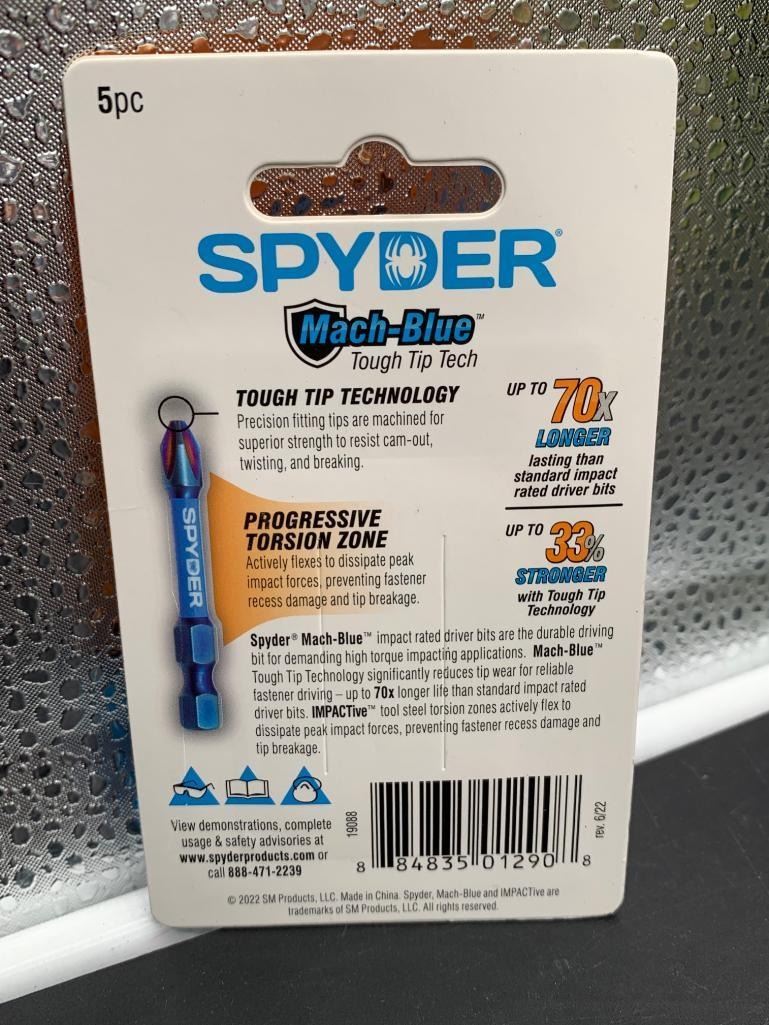 5pc
SPYDER®
Mach-Blue™
Tough Tip Tech
TOUGH TIP TECHNOLOGY
Precision fitting tips are machined for
superior strength to resist cam-out,
twisting, and breaking.
UP TO 70x
LONGER
lasting than
standard impact
rated driver bits
SPYDER
PROGRESSIVE
TORSION ZONE
Actively flexes to dissipate peak
impact forces, preventing fastener
recess damage and tip breakage.
UP TO 33%
STRONGER
with Tough Tip
Technology
Spyder® Mach-Blue™ impact rated driver bits are the durable driving
bit for demanding high torque impacting applications. Mach-Blue™
Tough Tip Technology significantly reduces tip wear for reliable
fastener driving – up to 70x longer life than standard impact rated
driver bits. IMPACTive™ tool steel torsion zones actively flex to
dissipate peak impact forces, preventing fastener recess damage and
tip breakage.
View demonstrations, complete
usage & safety advisories at
www.spyderproducts.com or
call 888-471-2239
19088
8 84835 01290 8
rev. 6/22
© 2022 SM Products, LLC. Made in China. Spyder, Mach-Blue and IMPACTive are
trademarks of SM Products, LLC. All rights reserved.